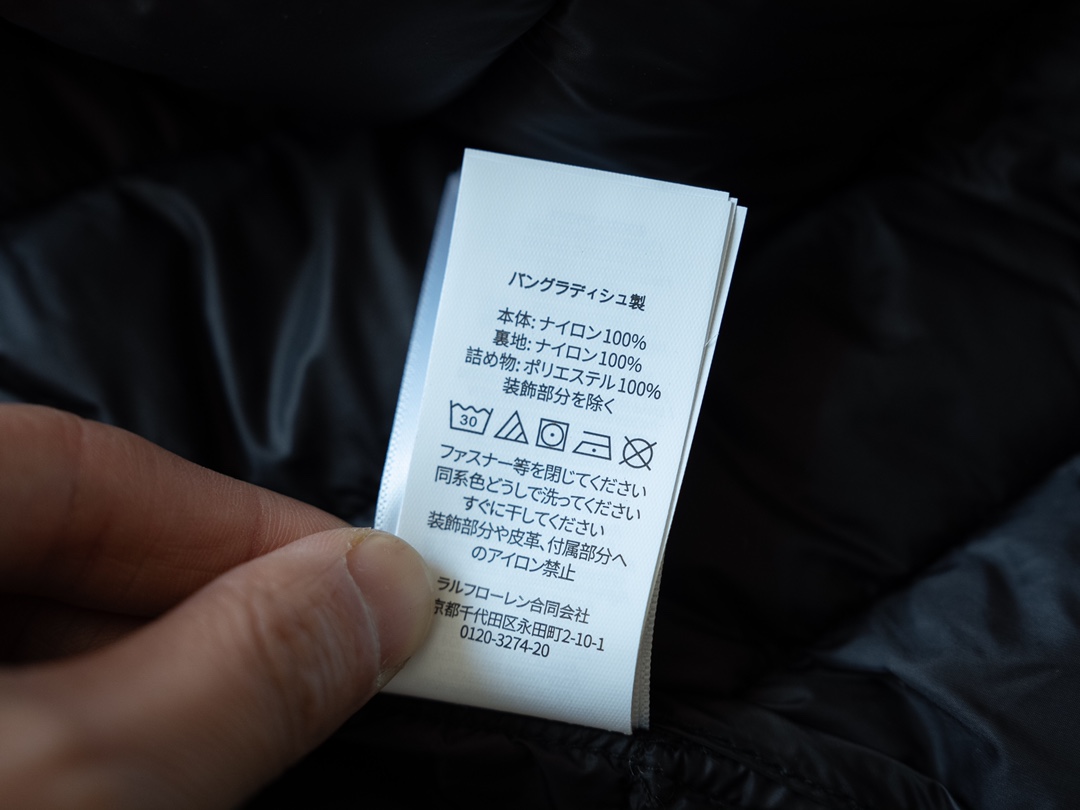 バングラディシュ製
本体: ナイロン100%
裏地: ナイロン100%
詰め物: ポリエステル100%
装飾部分を除く
30
ファスナー等を閉じてください
同系色どうしで洗ってください
すぐに干してください
装飾部分や皮革、付属部分へ
のアイロン禁止
ラルフローレン合同会社
京都千代田区永田町2-10-1
0120-3274-20